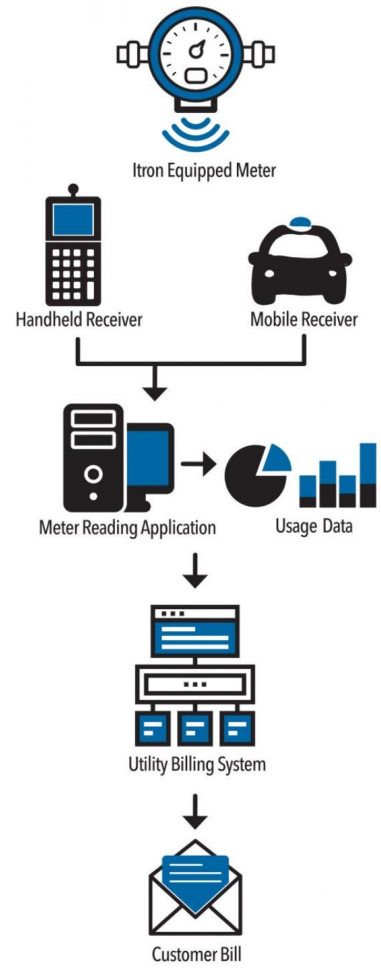 Itron Equipped Meter
Handheld Receiver
Mobile Receiver
Meter Reading Application
Usage Data
Utility Billing System
Customer Bill